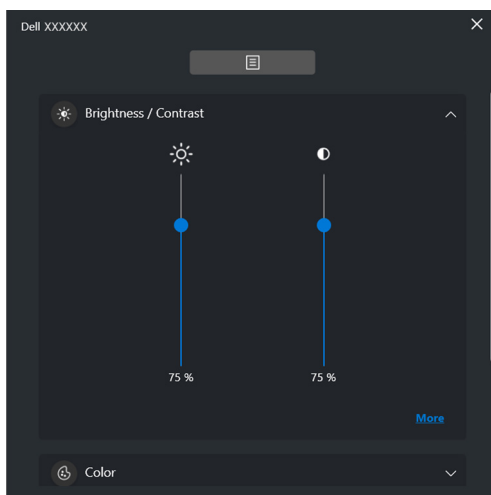 Dell XXXXXX
Brightness / Contrast
75 % 75 %
More
Color